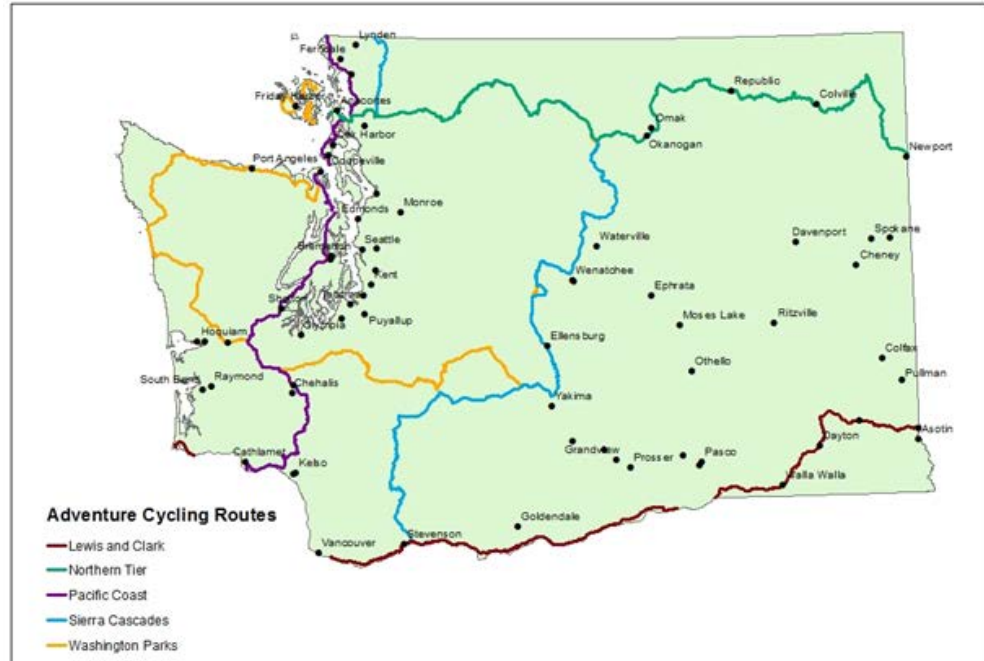 Lynden
Ferndale
Republic
Colville
Friday Harbor
Anacortes
Omak
Oak Harbor
Okanogan
Newport
Port Angeles
Coupeville
Edmonds
Monroe
Seattle
Waterville
Davenport
Spokane
Bremerton
Cheney
Kent
Wenatchee
Ephrata
Shelton
Puyallup
Olympia
Moses Lake
Ritzville
Hoquiam
Ellensburg
Colfax
Othello
South Bend
Raymond
Chehalis
Pullman
Yakima
Dayton
Asotin
Cathlamet
Kelso
Grandview
Prosser
Pasco
Walla Walla
Goldendale
Stevenson
Vancouver
Adventure Cycling Routes
Lewis and Clark
Northern Tier
Pacific Coast
Sierra Cascades
Washington Parks